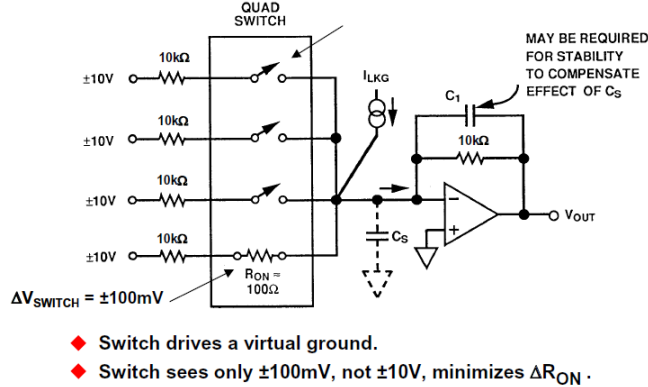 QUAD
SWITCH
MAY BE REQUIRED
FOR STABILITY
TO COMPENSATE
EFFECT OF CS
10kΩ
±10V
ILKG
C1
10kΩ
±10V
10kΩ
10kΩ
±10V
− 
+
VOUT
CS
10kΩ
±10V
RON ≈
100Ω
ΔVSWITCH = ±100mV
Switch drives a virtual ground.
Switch sees only ±100mV, not ±10V, minimizes ΔRON .